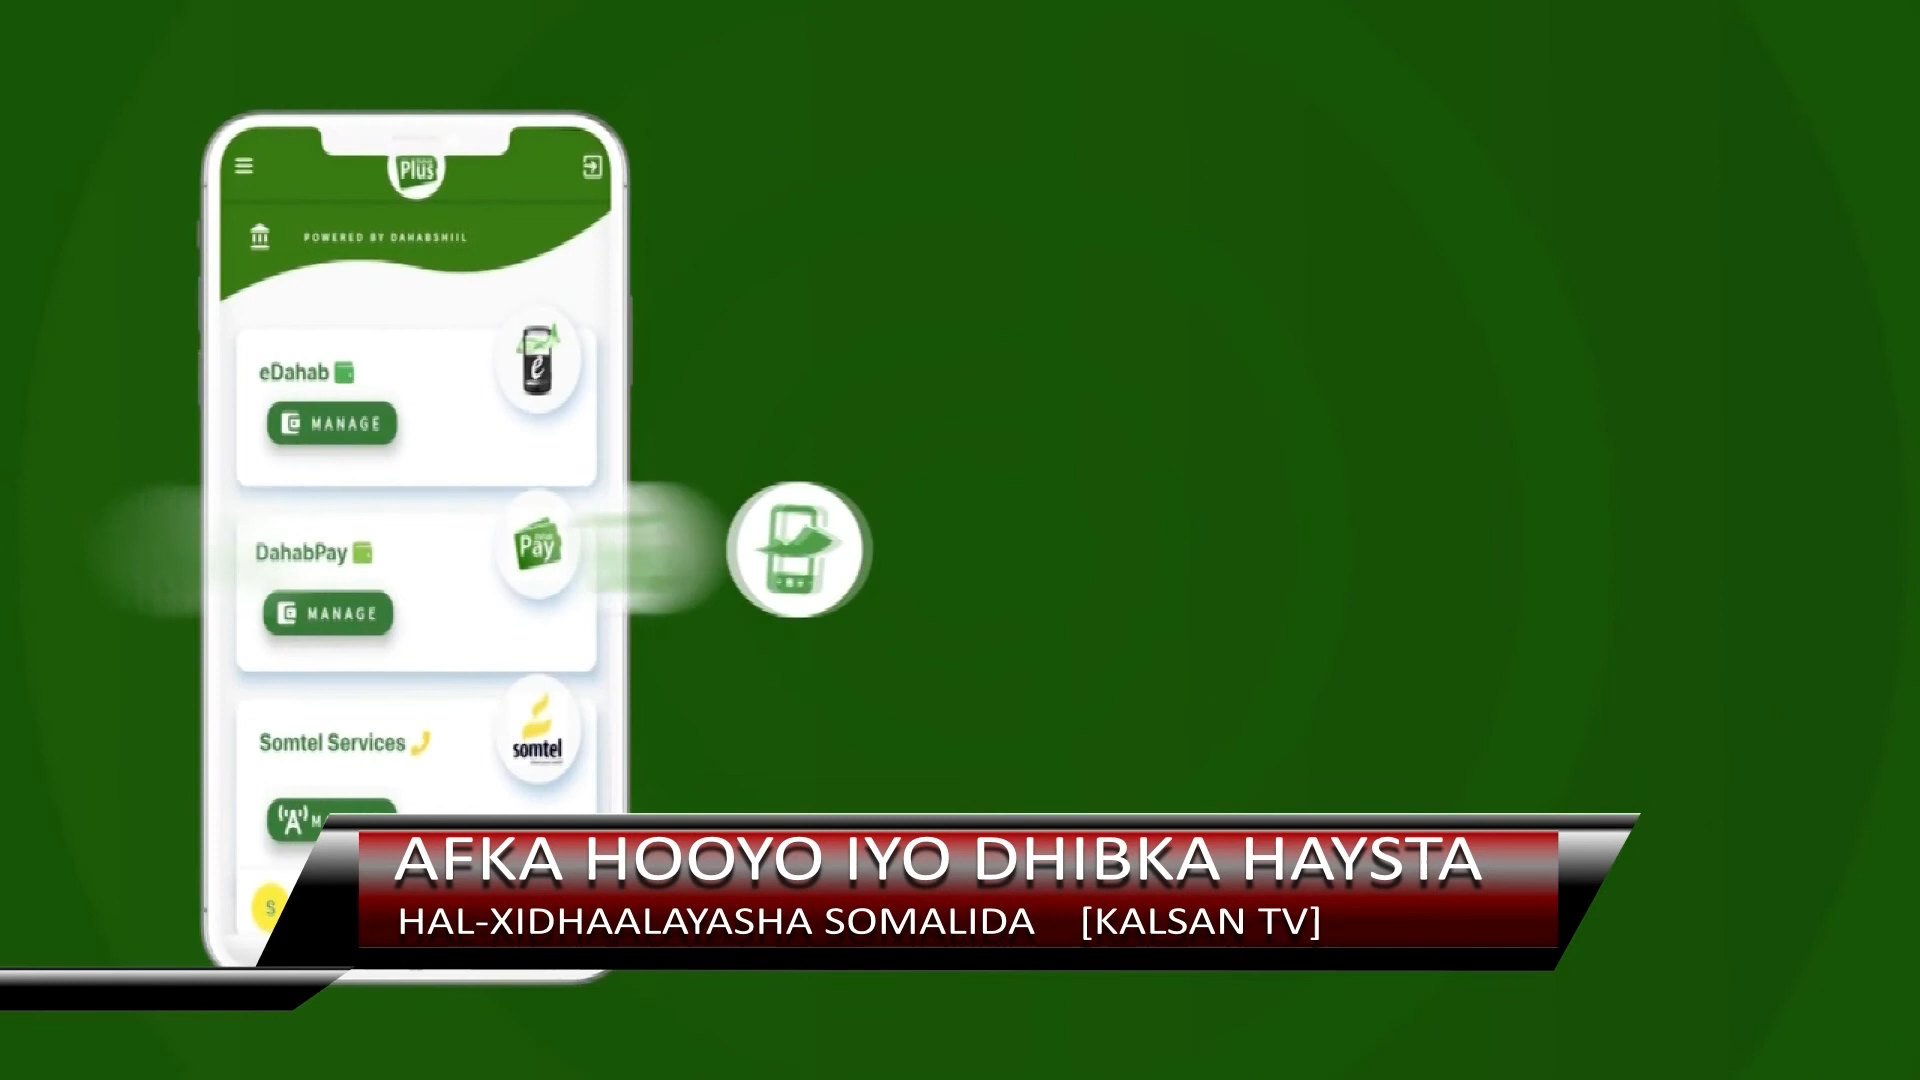 Plus
POWERED BY DAHABSHIIL
eDahab
e
MANAGE
DahabPay
Pay
MANAGE
Somtel Services
somtel
$
AFKA HOOYO IYO DHIBKA HAYSTA
HAL-XIDHAALAYASHA SOMALIDA [KALSAN TV]